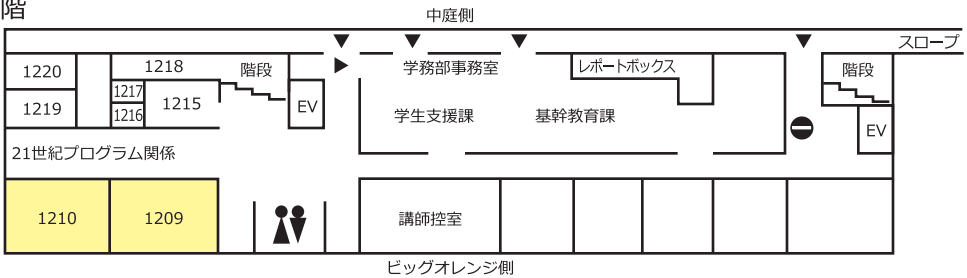 階
中庭側
スロープ
1220
1218
階段
学務部事務室
レポートボックス
階段
1217
1219
1215
EV
1216
学生支援課
基幹教育課
EV
21世紀プログラム関係
1210
1209
講師控室
ビッグオレンジ側